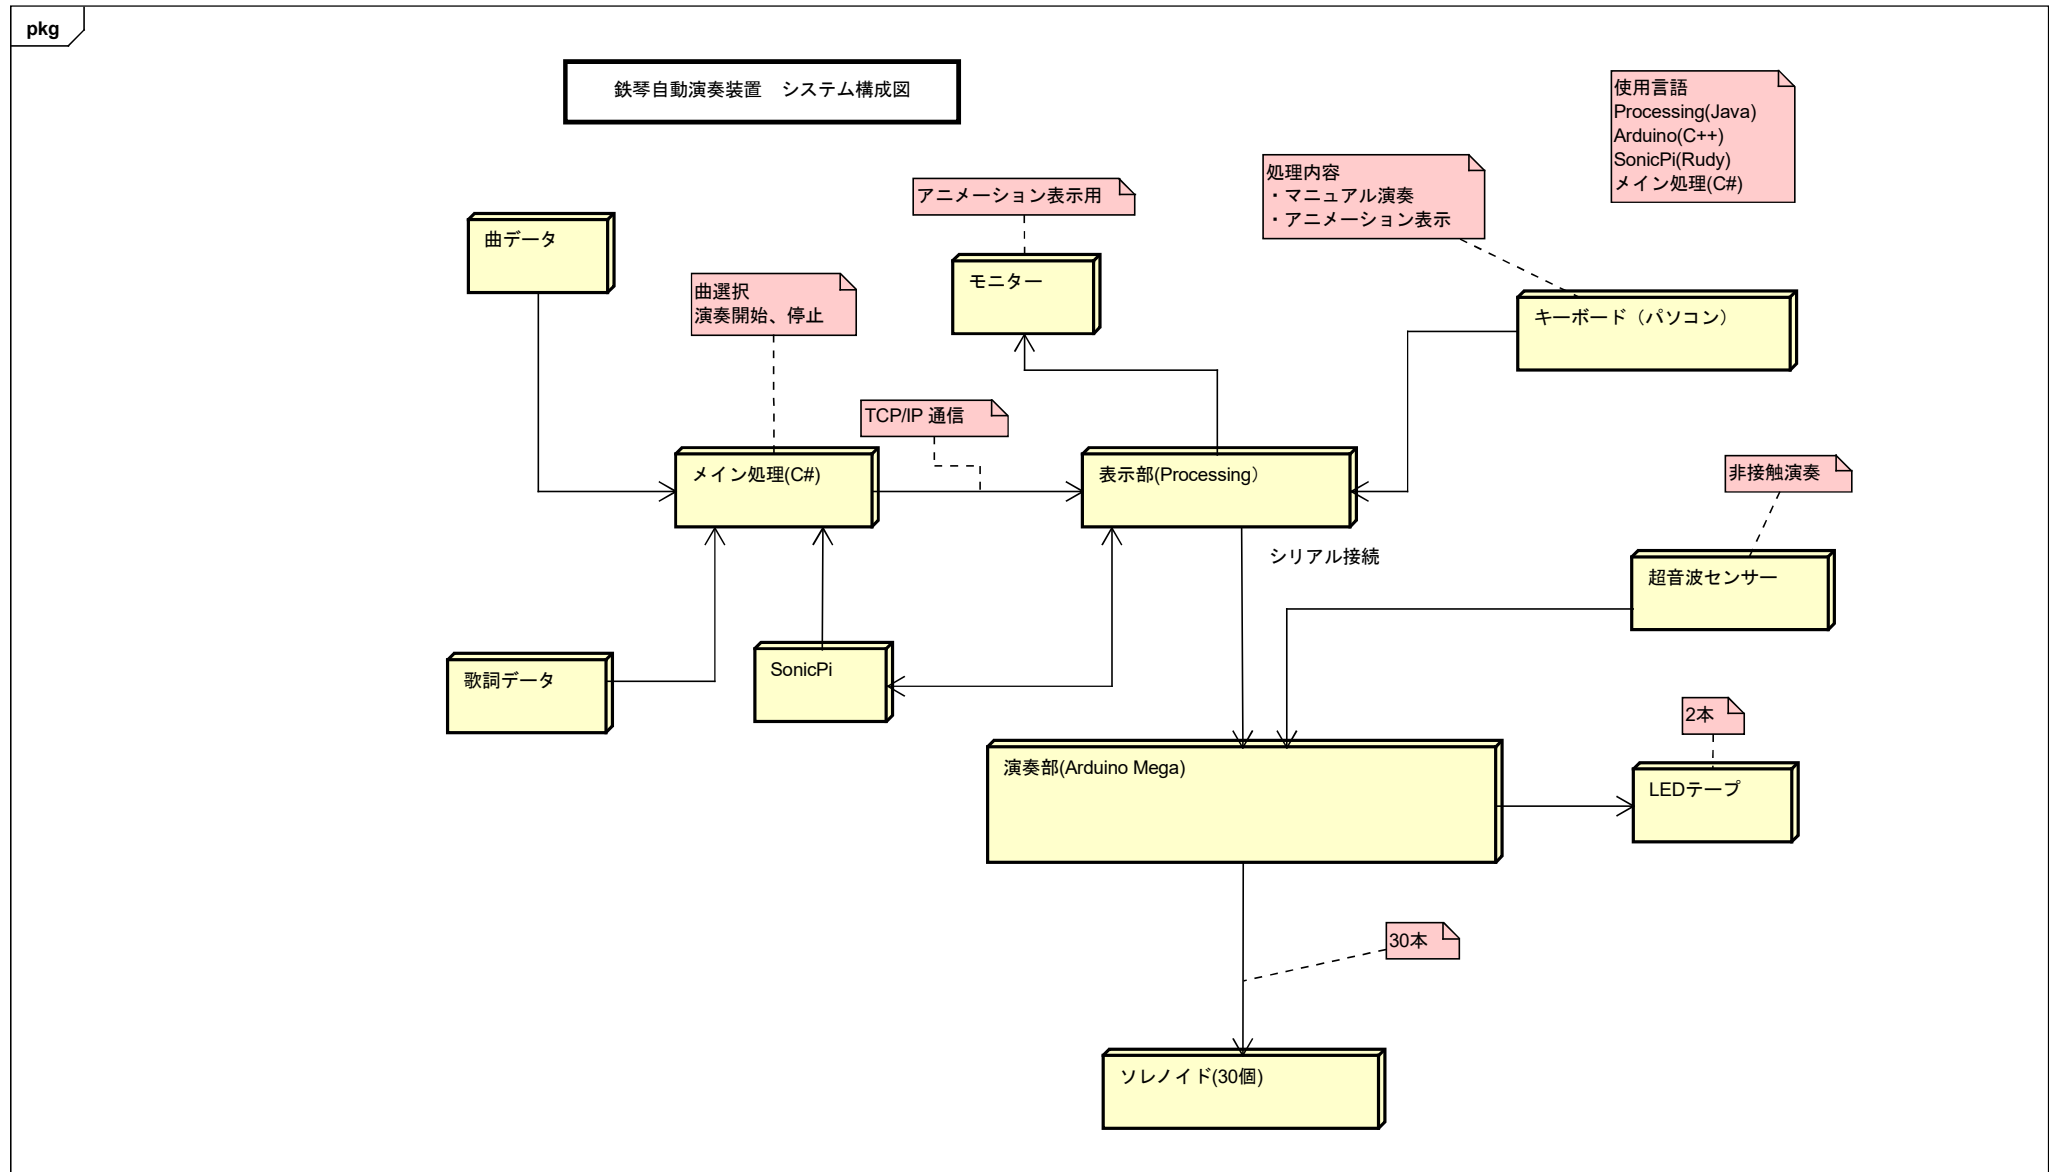 pkg
鉄琴自動演奏装置　システム構成図
使用言語
Processing(Java)
Arduino(C++)
SonicPi(Rudy)
メイン処理(C#)
処理内容
・マニュアル演奏
・アニメーション表示
アニメーション表示用
曲データ
モニター
曲選択
演奏開始、停止
キーボード（パソコン）
TCP/IP 通信
メイン処理(C#)
表示部(Processing）
非接触演奏
シリアル接続
超音波センサー
歌詞データ
SonicPi
2本
演奏部(Arduino Mega)
LEDテープ
30本
ソレノイド(30個)